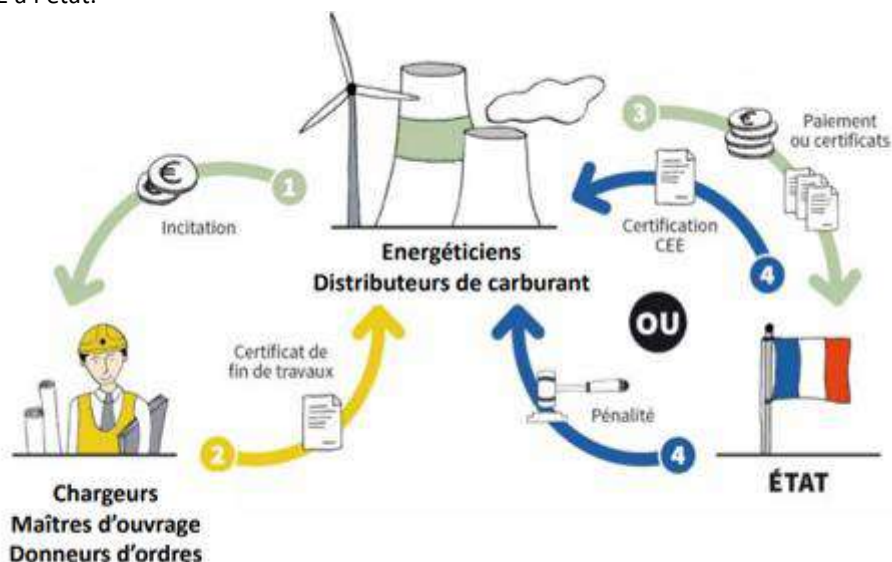 à l'état.
3
Paiement
ou certificats
1
Incitation
Certification
CEE
4
Energéticiens
Distributeurs de carburant
OU
Certificat de
fin de travaux
2
Pénalité
4
ÉTAT
Chargeurs
Maîtres d'ouvrage
Donneurs d'ordres